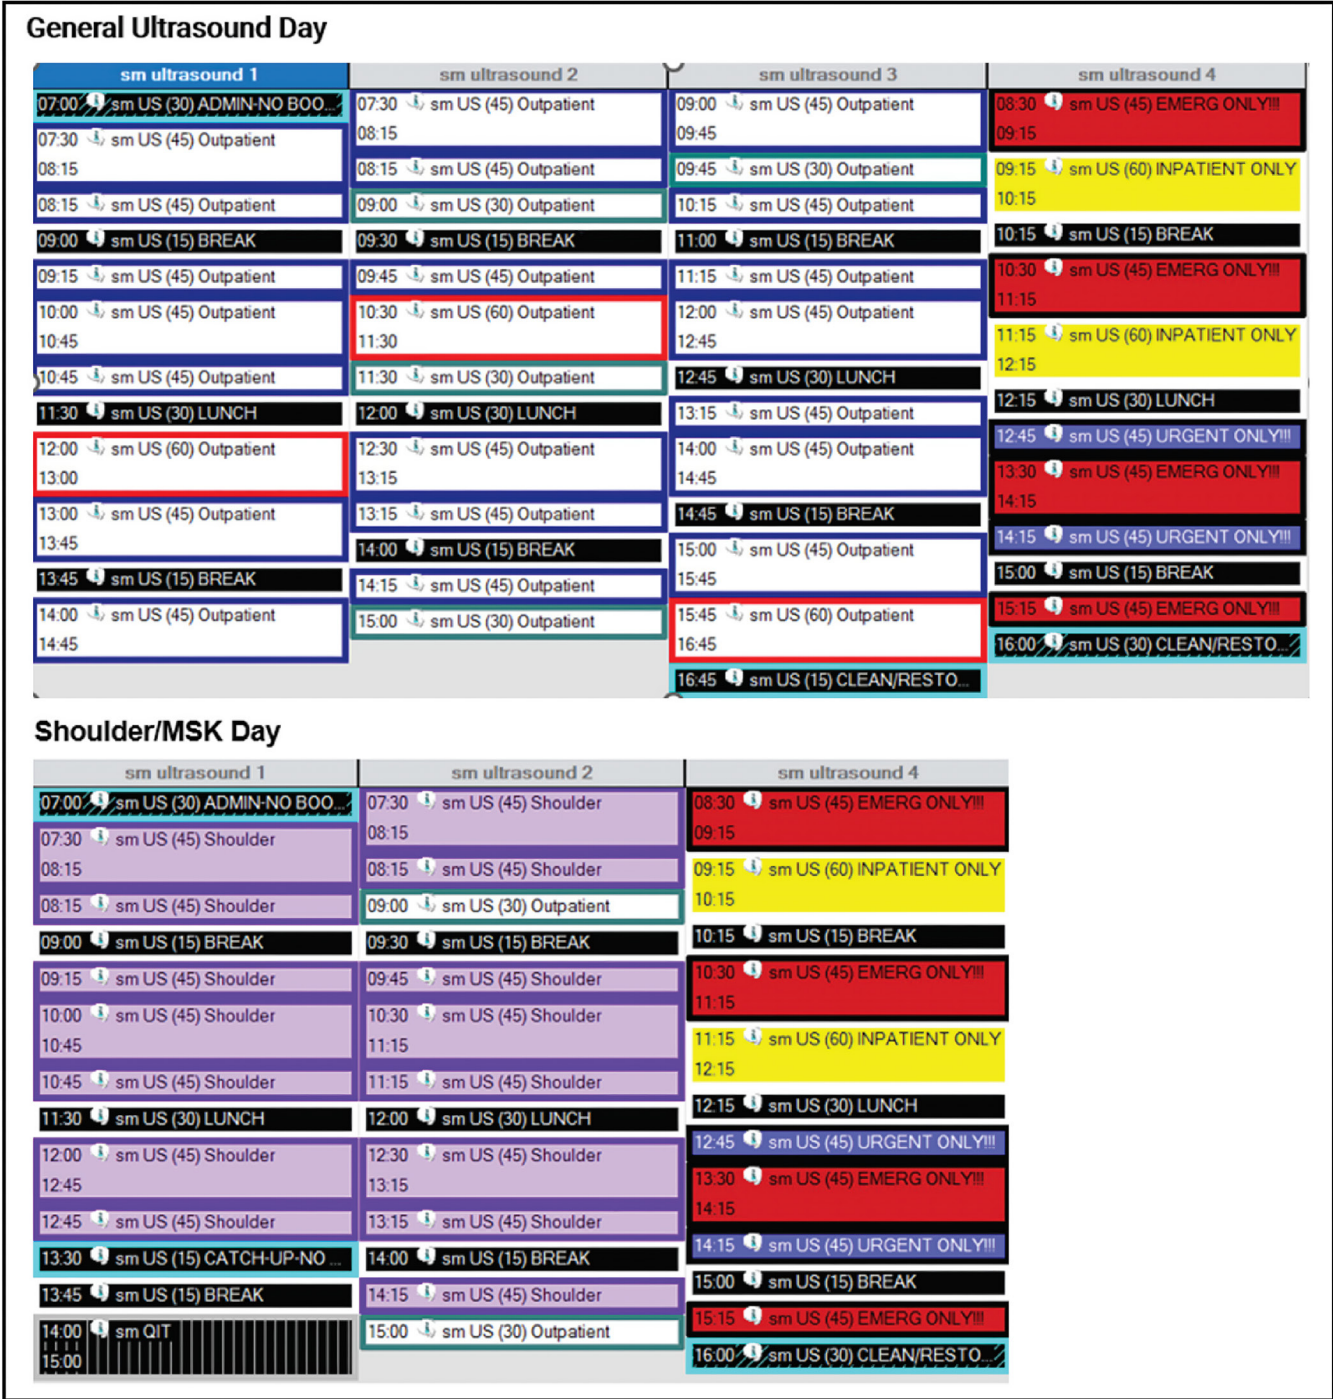 General Ultrasound Day
sm ultrasound 1
07:00 sm US (30) ADMIN-NO BOO...
07:30 sm US (45) Outpatient
08:15
08:15 sm US (45) Outpatient
09:00 sm US (15) BREAK
09:15 sm US (45) Outpatient
10:00 sm US (45) Outpatient
10:45
10:45 sm US (45) Outpatient
11:30 sm US (30) LUNCH
12:00 sm US (60) Outpatient
13:00
13:00 sm US (45) Outpatient
13:45
13:45 sm US (15) BREAK
14:00 sm US (45) Outpatient
14:45
sm ultrasound 2
07:30 sm US (45) Outpatient
08:15
08:15 sm US (45) Outpatient
09:00 sm US (30) Outpatient
09:30 sm US (15) BREAK
09:45 sm US (45) Outpatient
10:30 sm US (60) Outpatient
11:30
11:30 sm US (30) Outpatient
12:00 sm US (30) LUNCH
12:30 sm US (45) Outpatient
13:15
13:15 sm US (45) Outpatient
14:00 sm US (15) BREAK
14:15 sm US (45) Outpatient
15:00 sm US (30) Outpatient
sm ultrasound 3
09:00 sm US (45) Outpatient
09:45
09:45 sm US (30) Outpatient
10:15 sm US (45) Outpatient
11:00 sm US (15) BREAK
11:15 sm US (45) Outpatient
12:00 sm US (45) Outpatient
12:45
12:45 sm US (30) LUNCH
13:15 sm US (45) Outpatient
14:00 sm US (45) Outpatient
14:45
14:45 sm US (15) BREAK
15:00 sm US (45) Outpatient
15:45
15:45 sm US (60) Outpatient
16:45
16:45 sm US (15) CLEAN/RESTO...
sm ultrasound 4
08:30 sm US (45) EMERG ONLY!!!
09:15
09:15 sm US (60) INPATIENT ONLY
10:15
10:15 sm US (15) BREAK
10:30 sm US (45) EMERG ONLY!!!
11:15
11:15 sm US (60) INPATIENT ONLY
12:15
12:15 sm US (30) LUNCH
12:45 sm US (45) URGENT ONLY!!!
13:30 sm US (45) EMERG ONLY!!!
14:15
14:15 sm US (45) URGENT ONLY!!!
15:00 sm US (15) BREAK
15:15 sm US (45) EMERG ONLY!!!
16:00 sm US (30) CLEAN/RESTO...
Shoulder/MSK Day
sm ultrasound 1
07:00 sm US (30) ADMIN-NO BOO...
07:30 sm US (45) Shoulder
08:15
08:15 sm US (45) Shoulder
09:00 sm US (15) BREAK
09:15 sm US (45) Shoulder
10:00 sm US (45) Shoulder
10:45
10:45 sm US (45) Shoulder
11:30 sm US (30) LUNCH
12:00 sm US (45) Shoulder
12:45
12:45 sm US (45) Shoulder
13:30 sm US (15) CATCH-UP-NO ...
13:45 sm US (15) BREAK
14:00 sm QIT
15:00
sm ultrasound 2
07:30 sm US (45) Shoulder
08:15
08:15 sm US (45) Shoulder
09:00 sm US (30) Outpatient
09:30 sm US (15) BREAK
09:45 sm US (45) Shoulder
10:30 sm US (45) Shoulder
11:15
11:15 sm US (45) Shoulder
12:00 sm US (30) LUNCH
12:30 sm US (45) Shoulder
13:15
13:15 sm US (45) Shoulder
14:00 sm US (15) BREAK
14:15 sm US (45) Shoulder
15:00 sm US (30) Outpatient
sm ultrasound 4
08:30 sm US (45) EMERG ONLY!!!
09:15
09:15 sm US (60) INPATIENT ONLY
10:15
10:15 sm US (15) BREAK
10:30 sm US (45) EMERG ONLY!!!
11:15
11:15 sm US (60) INPATIENT ONLY
12:15
12:15 sm US (30) LUNCH
12:45 sm US (45) URGENT ONLY!!!
13:30 sm US (45) EMERG ONLY!!!
14:15
14:15 sm US (45) URGENT ONLY!!!
15:00 sm US (15) BREAK
15:15 sm US (45) EMERG ONLY!!!
16:00 sm US (30) CLEAN/RESTO...